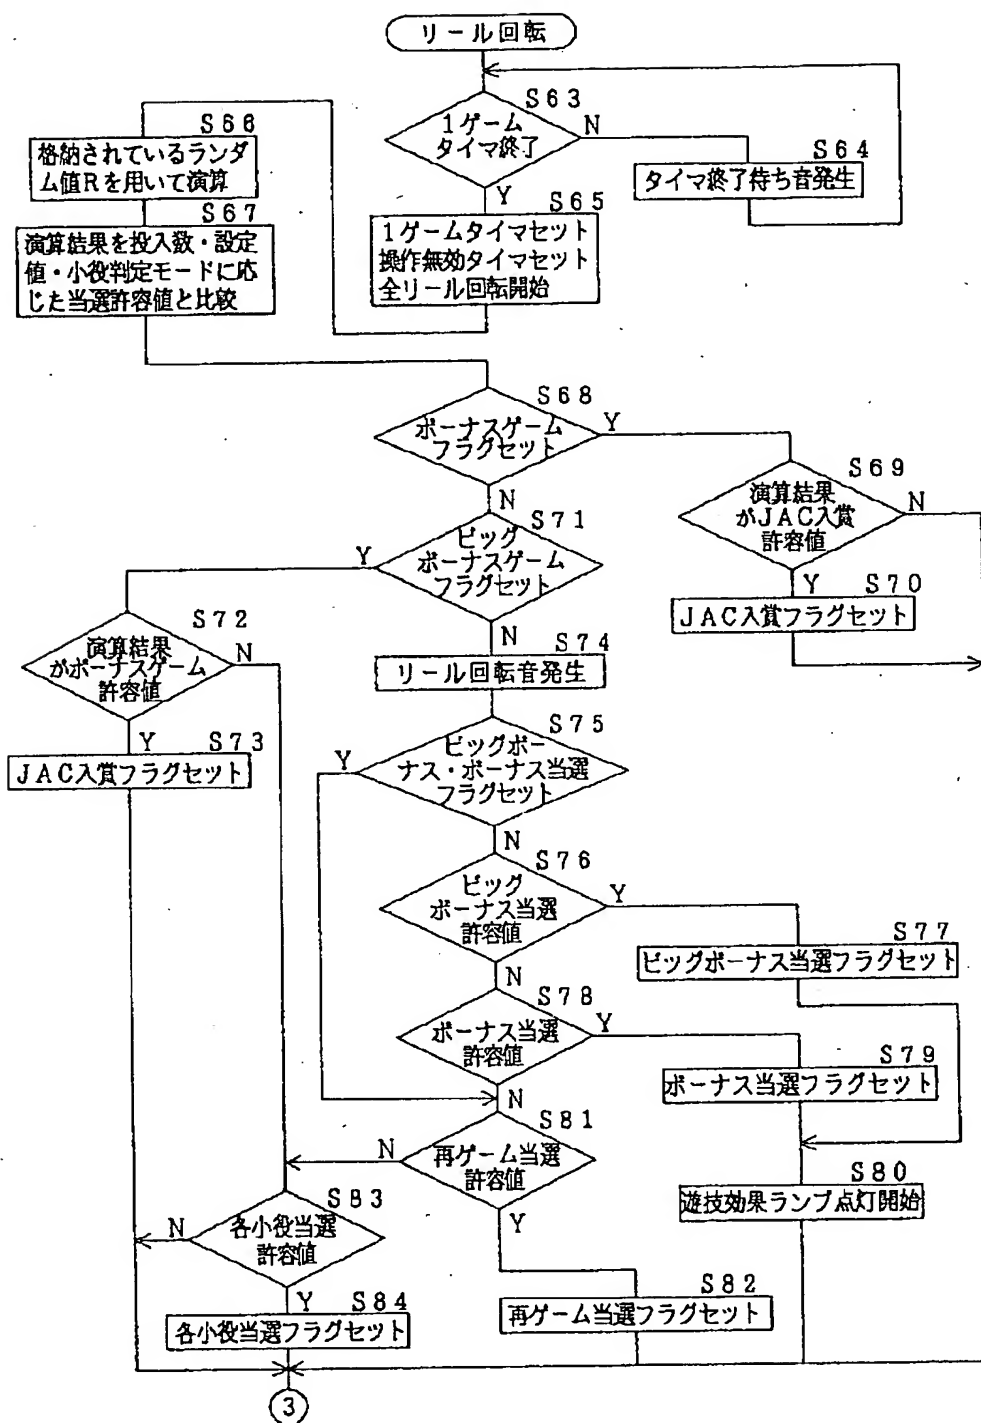 リール回転
S63
1ゲーム
タイマ終了
N
Y
S64
タイマ終了待ち音発生
S65
1ゲームタイマセット
操作無効タイマセット
全リール回転開始
S66
格納されているランダ
ム値Rを用いて演算
S67
演算結果を投入数・設定
値・小役判定モードに応
じた当選許容値と比較
S68
ボーナスゲーム
フラグセット
Y
N
S69
演算結果
がJAC入賞
許容値
N
Y
S70
JAC入賞フラグセット
S71
ビッグ
ボーナスゲーム
フラグセット
Y
N
S72
演算結果
がボーナスゲーム
許容値
N
Y
S73
JAC入賞フラグセット
S74
リール回転音発生
S75
ビッグボー
ナス・ボーナス当選
フラグセット
Y
N
S76
ビッグ
ボーナス当選
許容値
Y
N
S77
ビッグボーナス当選フラグセット
S78
ボーナス当選
許容値
Y
N
S79
ボーナス当選フラグセット
S80
遊技効果ランプ点灯開始
S81
再ゲーム当選
許容値
N
Y
S82
再ゲーム当選フラグセット
S83
各小役当選
許容値
N
Y
S84
各小役当選フラグセット
3